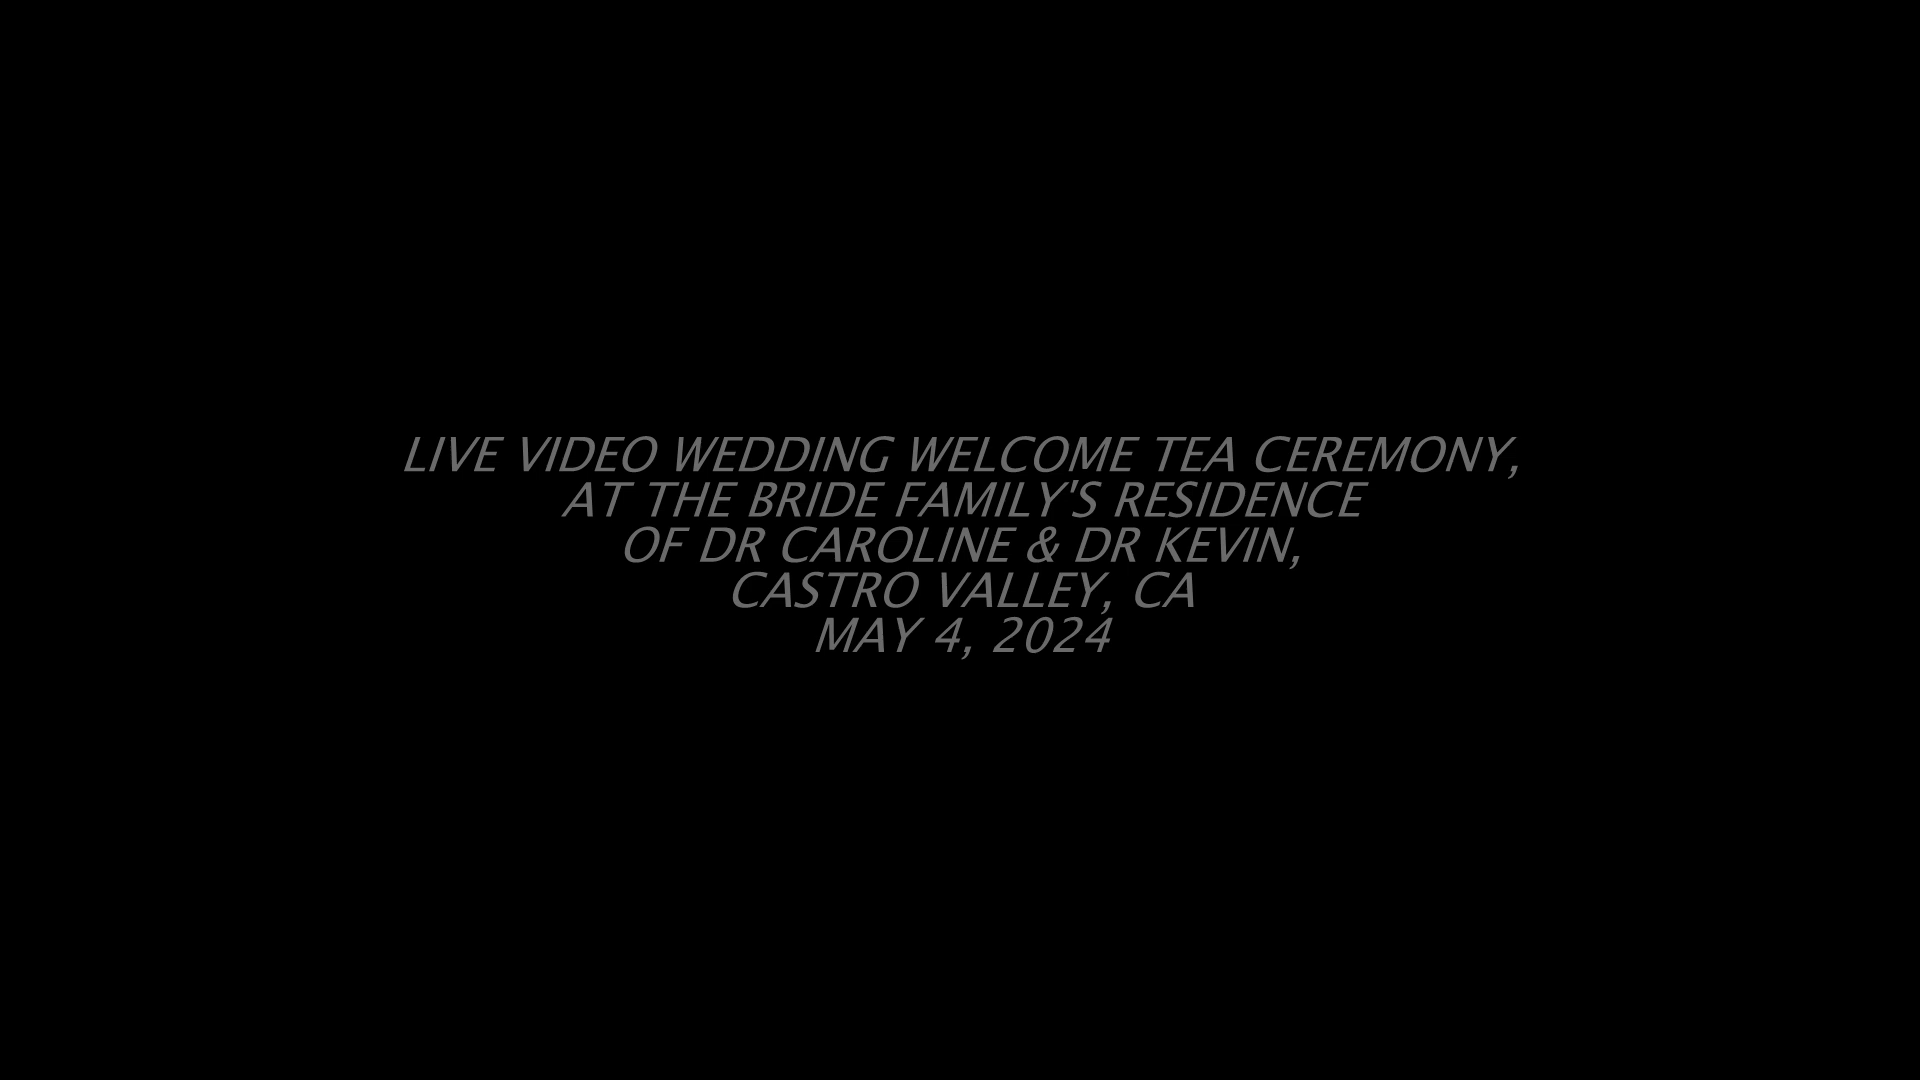 LIVE VIDEO WEDDING WELCOME TEA CEREMONY,
AT THE BRIDE FAMILY'S RESIDENCE
OF DR CAROLINE & DR KEVIN,
CASTRO VALLEY, CA
MAY 4, 2024